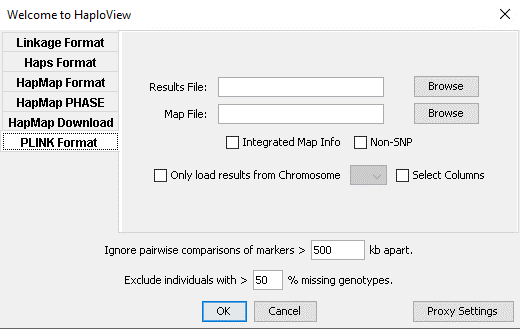 Welcome to HaploView
Linkage Format
Haps Format
HapMap Format
HapMap PHASE
HapMap Download
PLINK Format
Results File: Browse
Map File: Browse
Integrated Map Info Non-SNP
Only load results from Chromosome Select Columns
Ignore pairwise comparisons of markers > 500 kb apart.
Exclude individuals with > 50 % missing genotypes.
OK Cancel Proxy Settings